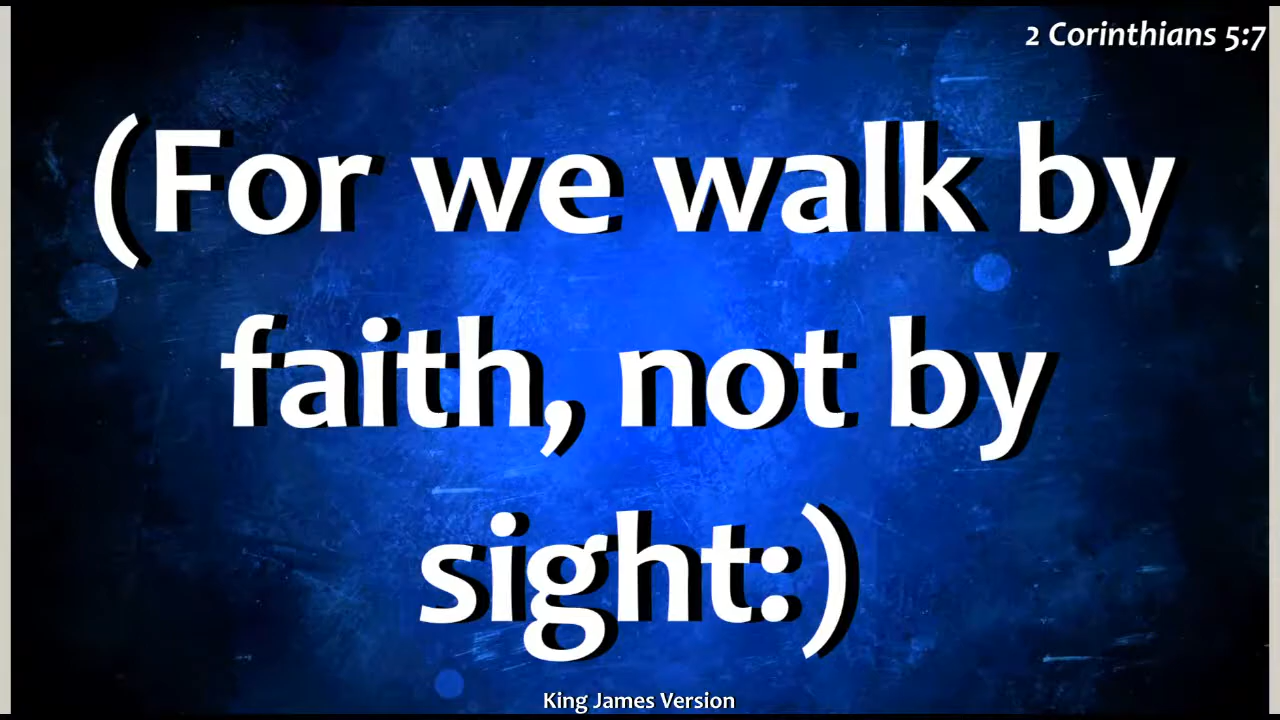 2 Corinthians 5:7
(For we walk by
faith, not by
sight:)
King James Version